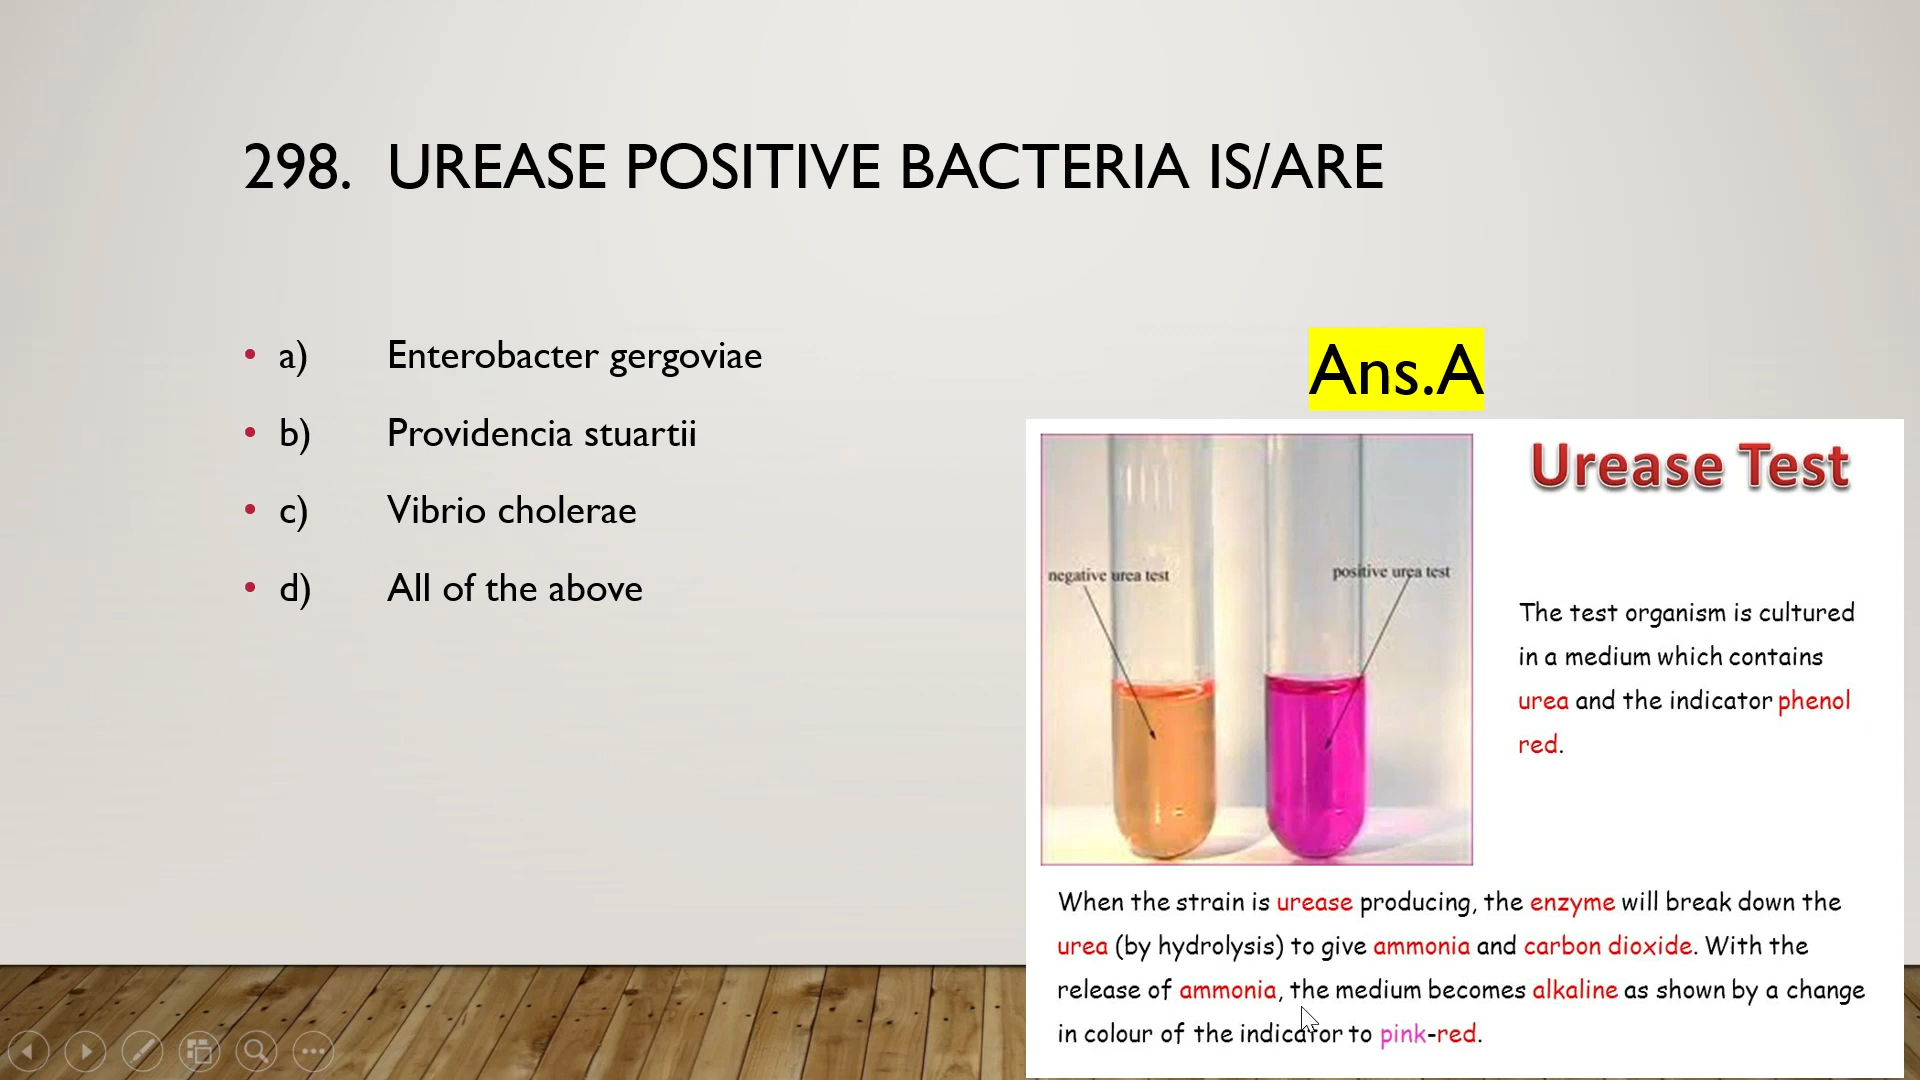 298. UREASE POSITIVE BACTERIA IS/ARE
• a) Enterobacter gergoviae
• b) Providencia stuartii
• c) Vibrio cholerae
• d) All of the above
Ans.A
Urease Test
negative urea test
positive urea test
The test organism is cultured
in a medium which contains
urea and the indicator phenol
red.
When the strain is urease producing, the enzyme will break down the
urea (by hydrolysis) to give ammonia and carbon dioxide. With the
release of ammonia, the medium becomes alkaline as shown by a change
in colour of the indicator to pink-red.